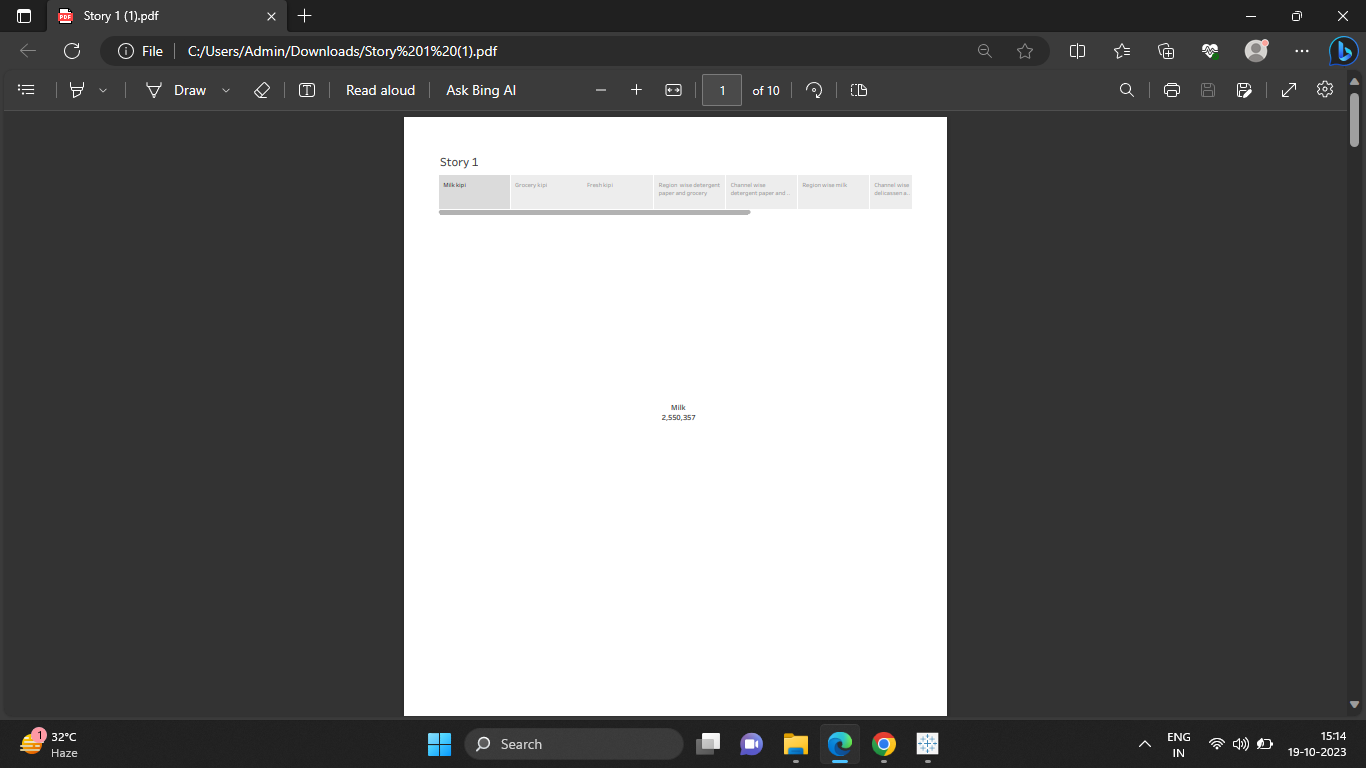 Story 1 (1).pdf
File
C:/Users/Admin/Downloads/Story%201%20(1).pdf
Draw
Read aloud
Ask Bing AI
1
of 10
Story 1
Milk kipi
Grocery kipi
Fresh kipi
Region wise detergent
paper and grocery
Channel wise
detergent paper and...
Region wise milk
Channel wise
delicassen a...
Milk
2,550,357
1
32°C
Haze
Search
ENG
IN
15:14
19-10-2023